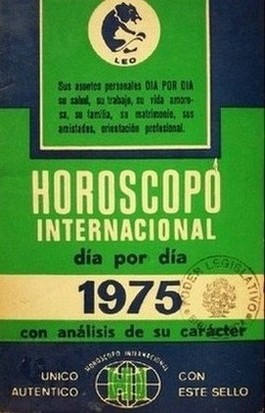 LEO
Sus asuntos personales DIA POR DIA
su salud, su trabajo, su vida amoro-
sa, su familia, su matrimonio, sus
amistades, orientación profesional.
HOROSCOPO
INTERNACIONAL
día por día
1975
con análisis de su carácter
PODER LEGISLATIVO
HOROSCOPO INTERNACIONAL
HI
UNICO
AUTENTICO
CON
ESTE SELLO